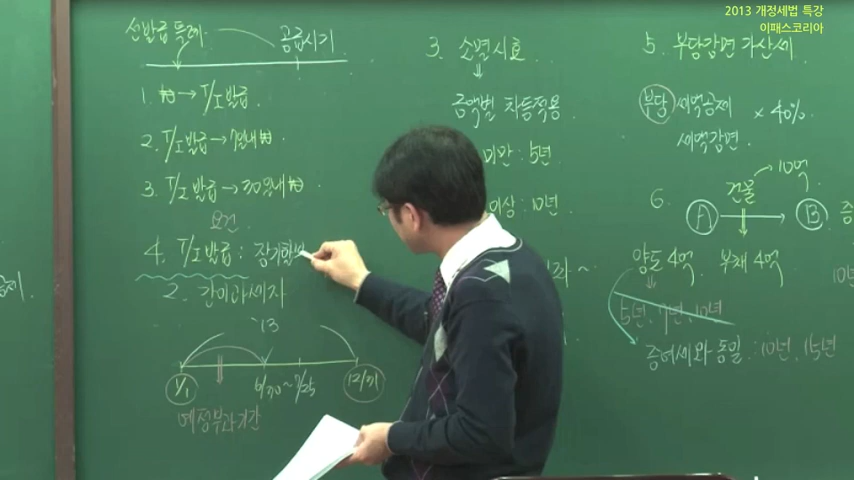 2013 개정세법 특강
이패스코리아
선발급 특례
공급시기
1. ₩ → T/I 발급.
2. T/I 발급 → 7일내 ₩.
3. T/I 발급 → 30일내 ₩.
요건
4. T/I 발급 : 장기할부
2. 간이과세자
'13
1/1
6/30 ~ 7/25
12/31
예정부과기간
3. 소멸시효
금액별 차등적용
미만 : 5년
이상 : 10년
5. 부당감면 가산세
부당 세액공제 × 40%.
세액감면.
6.
건물 → 10억.
A → B
양도 4억. 부채 4억
5년, 7년, 10년
증여세와 동일 : 10년, 15년